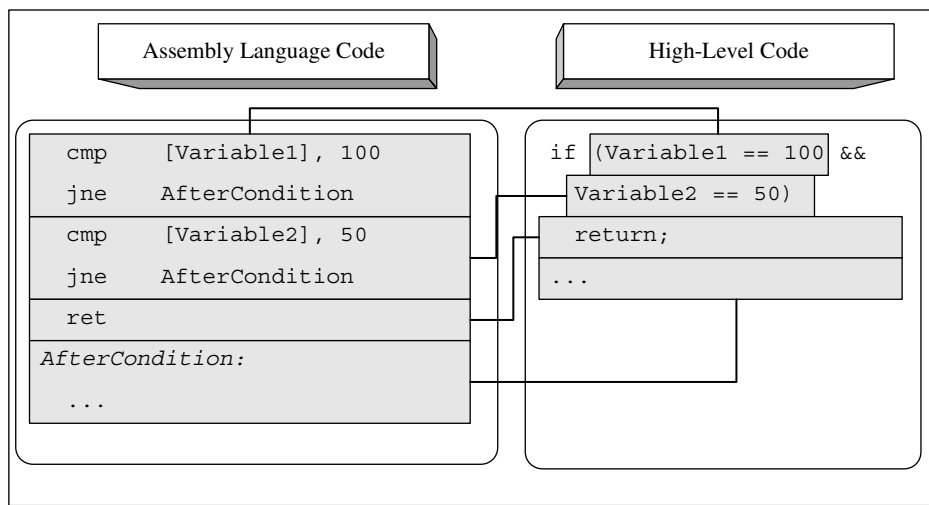 Assembly Language Code
High-Level Code
cmp [Variable1], 100
jne AfterCondition
cmp [Variable2], 50
jne AfterCondition
ret
AfterCondition:
...
if (Variable1 == 100 &&
Variable2 == 50)
return;
...